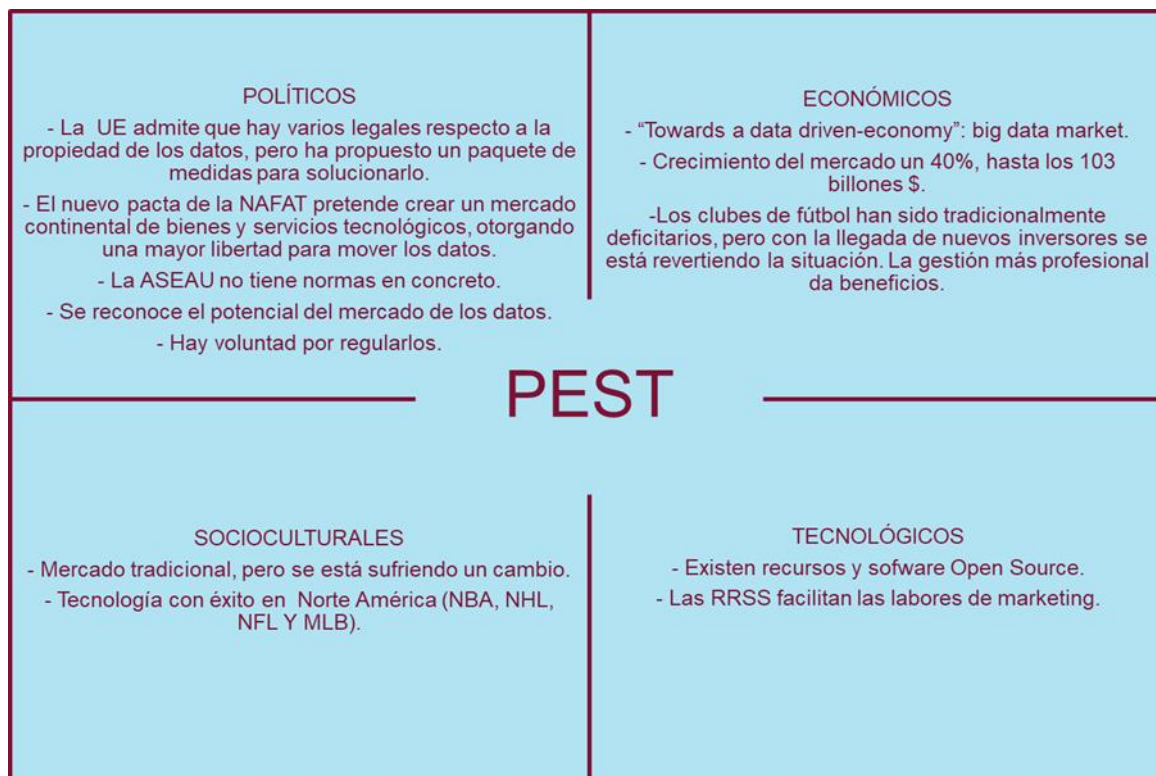 POLÍTICOS
- La UE admite que hay varios legales respecto a la
propiedad de los datos, pero ha propuesto un paquete de
medidas para solucionarlo.
- El nuevo pacta de la NAFAT pretende crear un mercado
continental de bienes y servicios tecnológicos, otorgando
una mayor libertad para mover los datos.
- La ASEAU no tiene normas en concreto.
- Se reconoce el potencial del mercado de los datos.
- Hay voluntad por regularlos.
ECONÓMICOS
- “Towards a data driven-economy”: big data market.
- Crecimiento del mercado un 40%, hasta los 103
billones $.
-Los clubes de fútbol han sido tradicionalmente
deficitarios, pero con la llegada de nuevos inversores se
está revertiendo la situación. La gestión más profesional
da beneficios.
PEST
SOCIOCULTURALES
- Mercado tradicional, pero se está sufriendo un cambio.
- Tecnología con éxito en Norte América (NBA, NHL,
NFL Y MLB).
TECNOLÓGICOS
- Existen recursos y sofware Open Source.
- Las RRSS facilitan las labores de marketing.